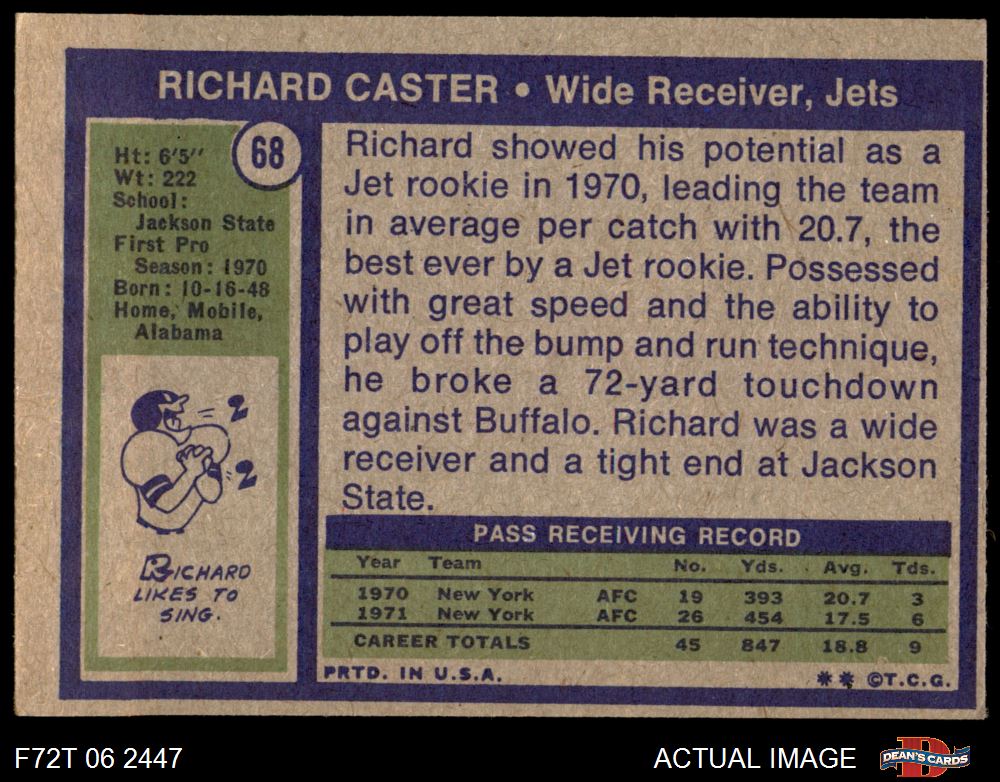 RICHARD CASTER • Wide Receiver, Jets
68
Ht: 6'5''
Wt: 222
School:
Jackson State
First Pro
Season: 1970
Born: 10-16-48
Home, Mobile,
Alabama
RICHARD
LIKES TO
SING.
Richard showed his potential as a
Jet rookie in 1970, leading the team
in average per catch with 20.7, the
best ever by a Jet rookie. Possessed
with great speed and the ability to
play off the bump and run technique,
he broke a 72-yard touchdown
against Buffalo. Richard was a wide
receiver and a tight end at Jackson
State.
PASS RECEIVING RECORD
Year Team No. Yds. Avg. Tds.
1970 New York AFC 19 393 20.7 3
1971 New York AFC 26 454 17.5 6
CAREER TOTALS 45 847 18.8 9
PRTD. IN U.S.A. ** ©T.C.G.
F72T 06 2447 ACTUAL IMAGE DEAN'S CARDS